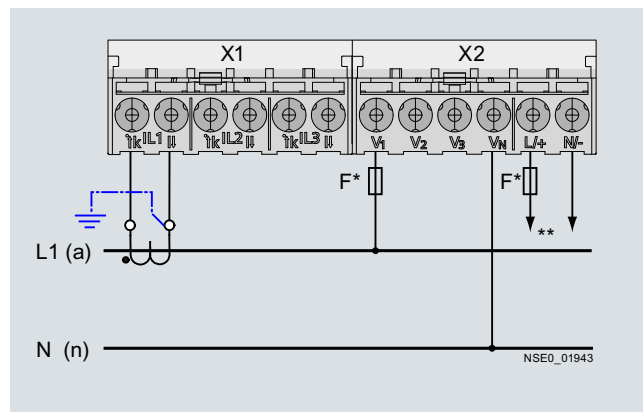 X1 X2
°k IL1 °l °k IL2 °l °k IL3 °l V1 V2 V3 VN L/+ N/-
F* F*
**
L1 (a)
N (n)
NSE0_01943